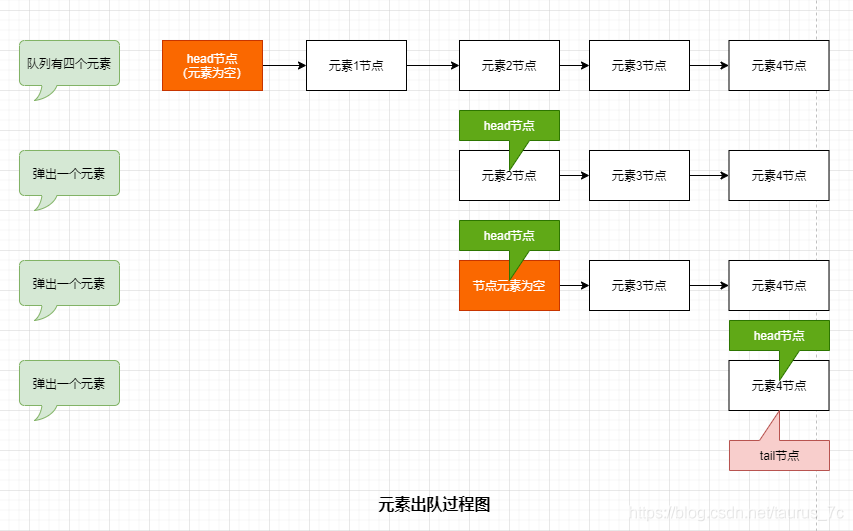 队列有四个元素
head节点
(元素为空)
元素1节点
元素2节点
元素3节点
元素4节点
head节点
弹出一个元素
元素2节点
元素3节点
元素4节点
head节点
弹出一个元素
节点元素为空
元素3节点
元素4节点
head节点
弹出一个元素
元素4节点
tail节点
元素出队过程图
https://blog.csdn.net/taurus_7c